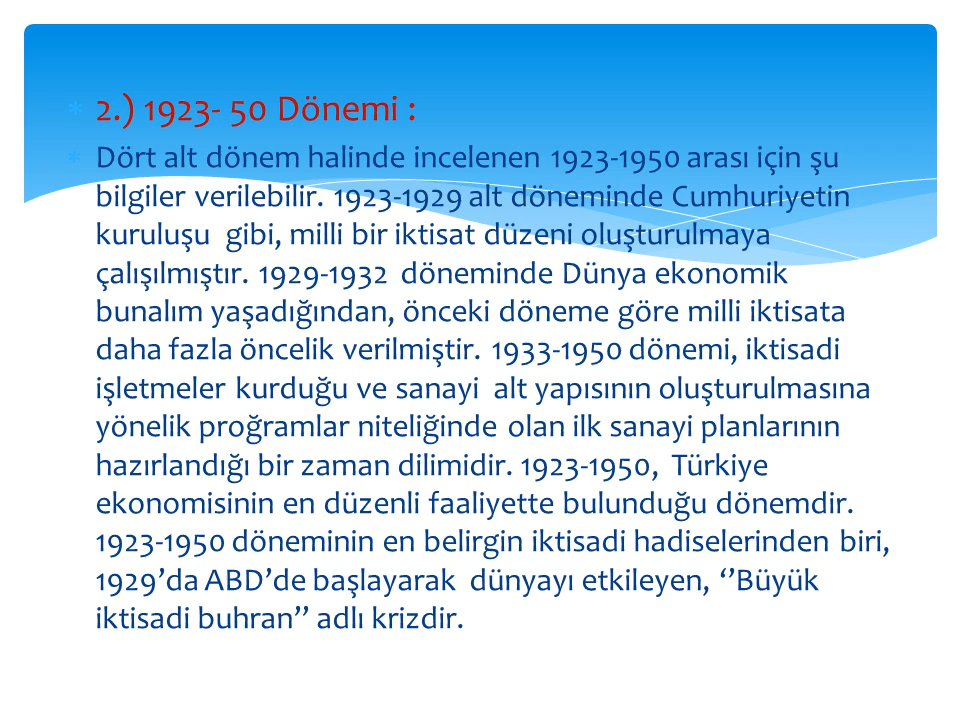 2.) 1923- 50 Dönemi :
Dört alt dönem halinde incelenen 1923-1950 arası için şu
bilgiler verilebilir. 1923-1929 alt döneminde Cumhuriyetin
kuruluşu gibi, milli bir iktisat düzeni oluşturulmaya
çalışılmıştır. 1929-1932 döneminde Dünya ekonomik
bunalım yaşadığından, önceki döneme göre milli iktisata
daha fazla öncelik verilmiştir. 1933-1950 dönemi, iktisadi
işletmeler kurduğu ve sanayi alt yapısının oluşturulmasına
yönelik proğramlar niteliğinde olan ilk sanayi planlarının
hazırlandığı bir zaman dilimidir. 1923-1950, Türkiye
ekonomisinin en düzenli faaliyette bulunduğu dönemdir.
1923-1950 döneminin en belirgin iktisadi hadiselerinden biri,
1929’da ABD’de başlayarak dünyayı etkileyen, ‘’Büyük
iktisadi buhran’’ adlı krizdir.